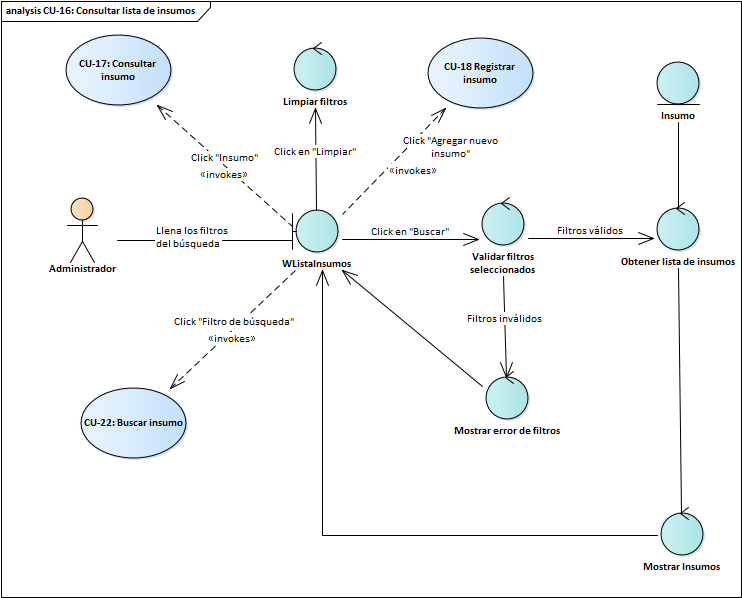 analysis CU-16: Consultar lista de insumos
CU-17: Consultar
insumo
Limpiar filtros
CU-18 Registrar
insumo
Insumo
Click en "Limpiar"
Click "Agregar nuevo
insumo"
«invokes»
Click "Insumo"
«invokes»
Administrador
Llena los filtros
del búsqueda
WListaInsumos
Click en "Buscar"
Validar filtros
seleccionados
Filtros válidos
Obtener lista de insumos
Click "Filtro de búsqueda"
«invokes»
Filtros inválidos
CU-22: Buscar insumo
Mostrar error de filtros
Mostrar Insumos